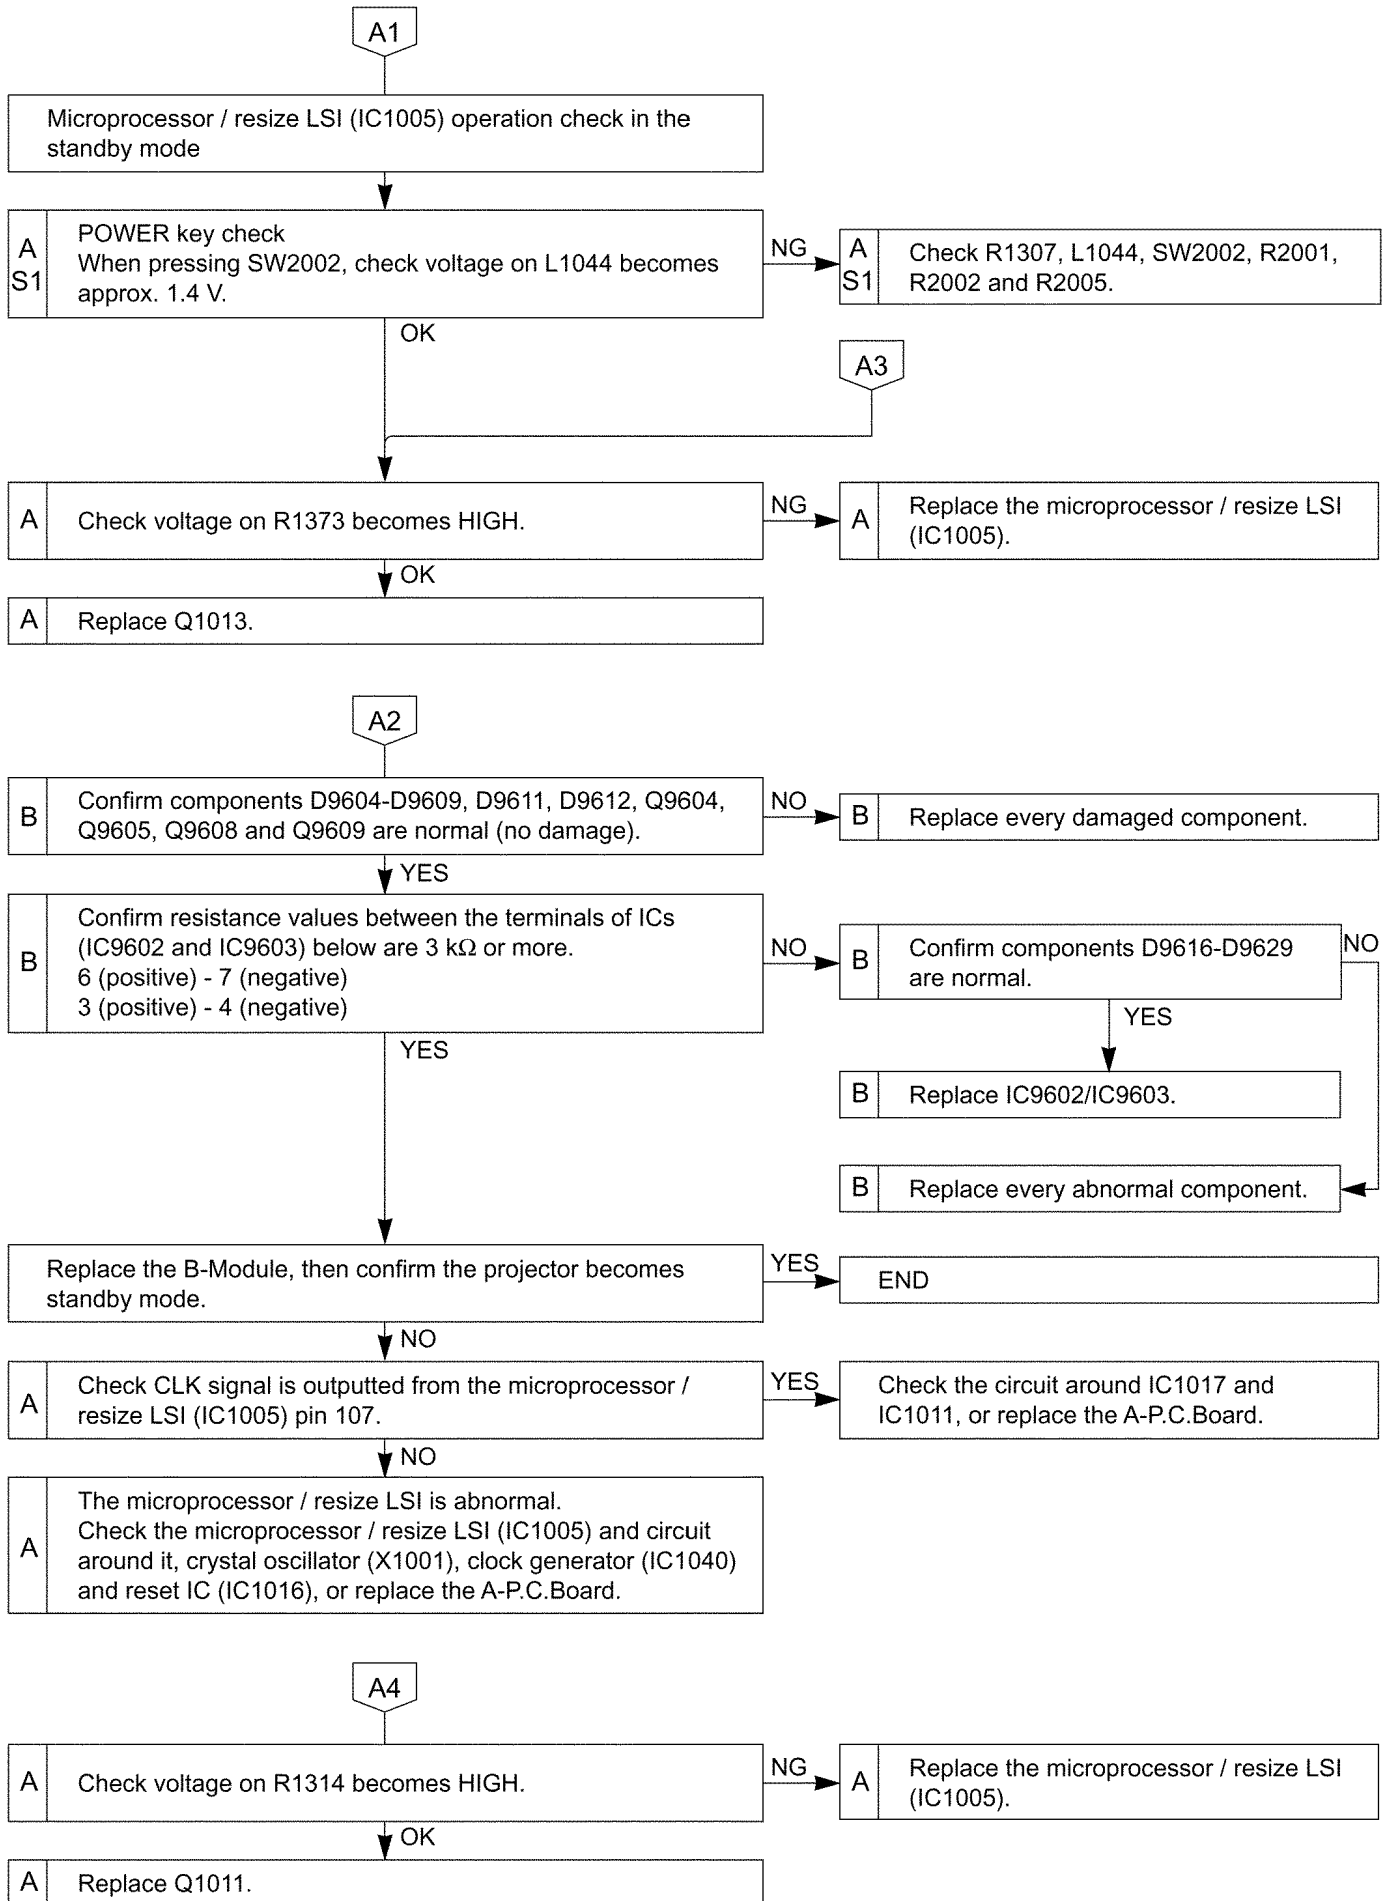 A1
Microprocessor / resize LSI (IC1005) operation check in the
standby mode
A
S1
POWER key check
When pressing SW2002, check voltage on L1044 becomes
approx. 1.4 V.
NG
A
S1
Check R1307, L1044, SW2002, R2001,
R2002 and R2005.
OK
A3
A
Check voltage on R1373 becomes HIGH.
NG
A
Replace the microprocessor / resize LSI
(IC1005).
OK
A
Replace Q1013.
A2
B
Confirm components D9604-D9609, D9611, D9612, Q9604,
Q9605, Q9608 and Q9609 are normal (no damage).
NO
B
Replace every damaged component.
YES
B
Confirm resistance values between the terminals of ICs
(IC9602 and IC9603) below are 3 kΩ or more.
6 (positive) - 7 (negative)
3 (positive) - 4 (negative)
NO
B
Confirm components D9616-D9629
are normal.
NO
YES
B
Replace IC9602/IC9603.
B
Replace every abnormal component.
YES
Replace the B-Module, then confirm the projector becomes
standby mode.
YES
END
NO
A
Check CLK signal is outputted from the microprocessor /
resize LSI (IC1005) pin 107.
YES
Check the circuit around IC1017 and
IC1011, or replace the A-P.C.Board.
NO
A
The microprocessor / resize LSI is abnormal.
Check the microprocessor / resize LSI (IC1005) and circuit
around it, crystal oscillator (X1001), clock generator (IC1040)
and reset IC (IC1016), or replace the A-P.C.Board.
A4
A
Check voltage on R1314 becomes HIGH.
NG
A
Replace the microprocessor / resize LSI
(IC1005).
OK
A
Replace Q1011.